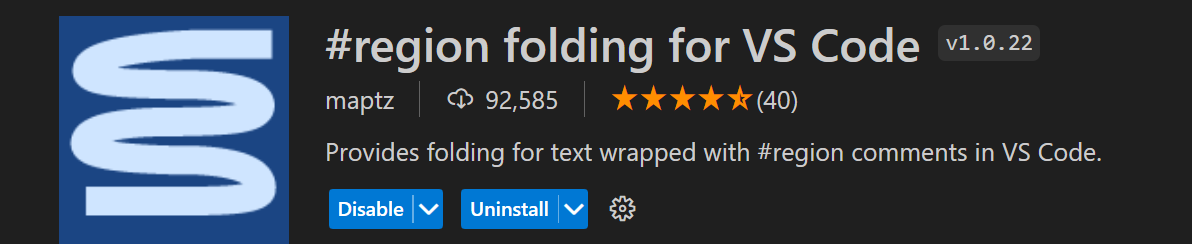 #region folding for VS Code v1.0.22
maptz 92,585 (40)
Provides folding for text wrapped with #region comments in VS Code.
Disable Uninstall